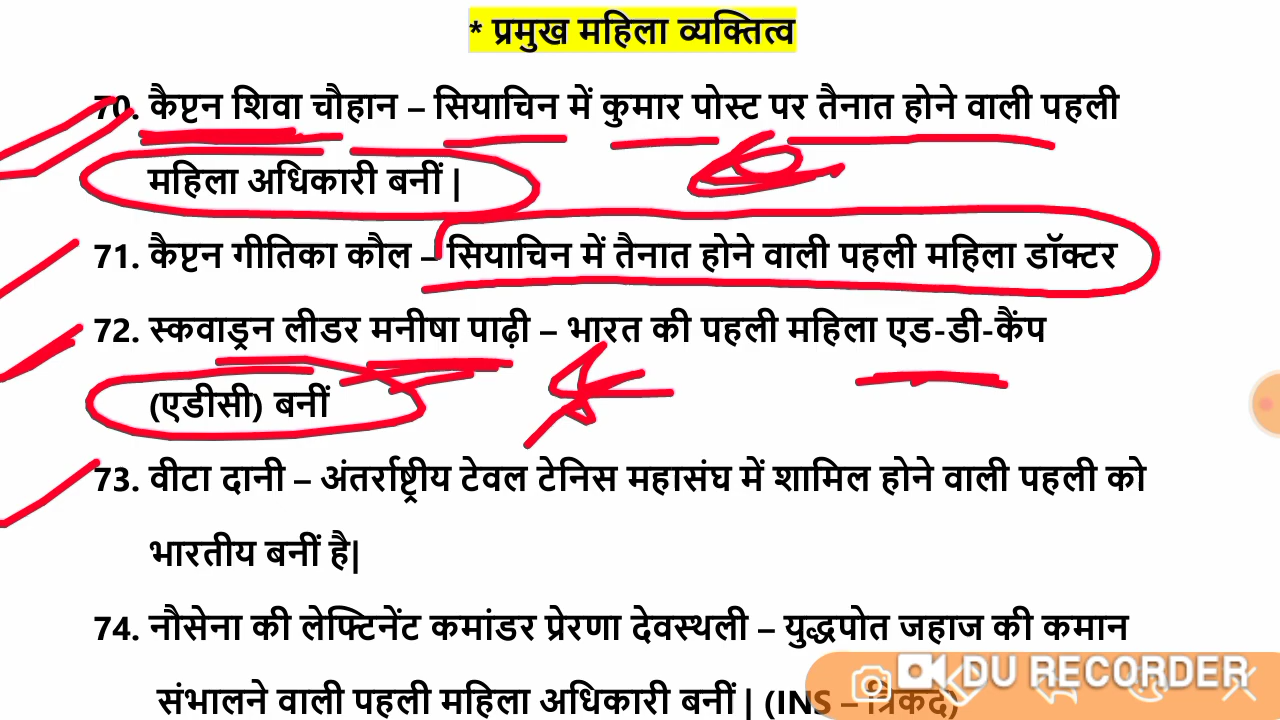 * प्रमुख महिला व्यक्तित्व
70. कैप्टन शिवा चौहान – सियाचिन में कुमार पोस्ट पर तैनात होने वाली पहली
महिला अधिकारी बनीं |
71. कैप्टन गीतिका कौल – सियाचिन में तैनात होने वाली पहली महिला डॉक्टर
72. स्कवाड्रन लीडर मनीषा पाढ़ी – भारत की पहली महिला एड-डी-कैंप
(एडीसी) बनीं
73. वीटा दानी – अंतर्राष्ट्रीय टेवल टेनिस महासंघ में शामिल होने वाली पहली को
भारतीय बनीं है|
74. नौसेना की लेफ्टिनेंट कमांडर प्रेरणा देवस्थली – युद्धपोत जहाज की कमान
संभालने वाली पहली महिला अधिकारी बनीं | (INS – त्रिकद)
DU RECORDER